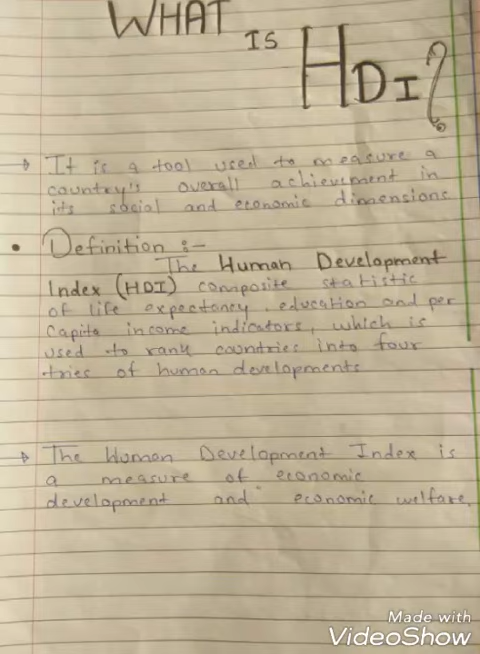 WHAT IS HDI?
It is a tool used to measure a
country's overall achievement in
its social and economic dimensions
Definition :-
The Human Development
Index (HDI) composite statistic
of life expectancy, education and per
Capita income indicators, which is
used to rank countries into four
tries of human developments
The Human Development Index is
a measure of economic
development and economic welfare.
Made with
VideoShow